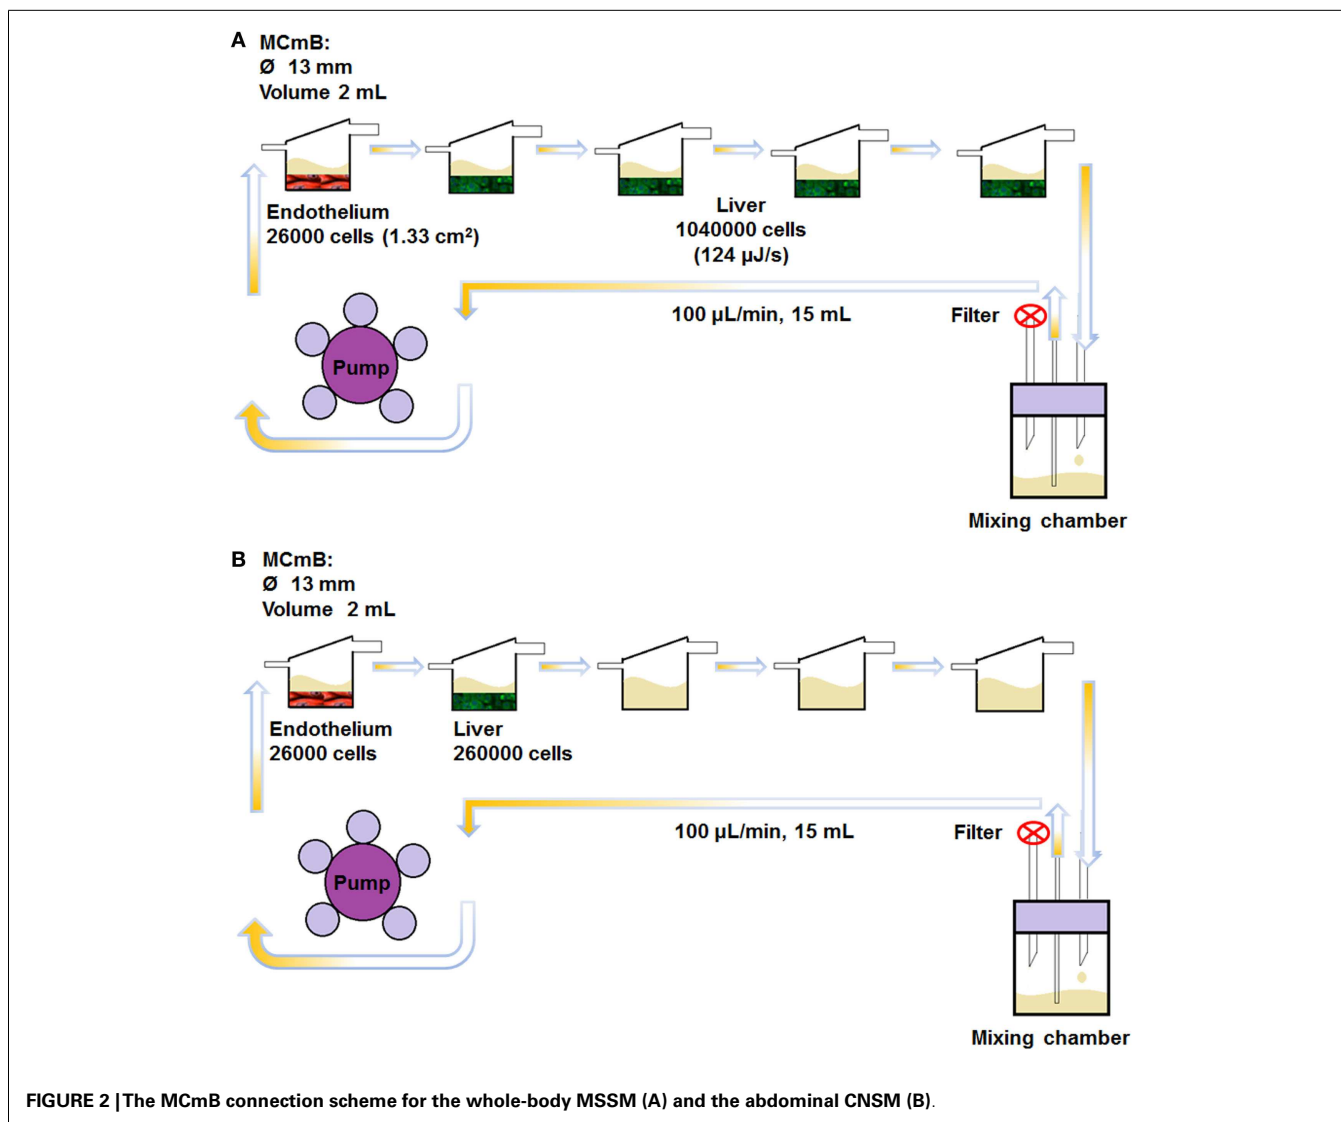 A
MCmB:
Ø 13 mm
Volume 2 mL
Endothelium
26000 cells (1.33 cm²)
Liver
1040000 cells
(124 µJ/s)
100 µL/min, 15 mL
Filter
Pump
Mixing chamber
B
MCmB:
Ø 13 mm
Volume 2 mL
Endothelium
26000 cells
Liver
260000 cells
100 µL/min, 15 mL
Filter
Pump
Mixing chamber
FIGURE 2 | The MCmB connection scheme for the whole-body MSSM (A) and the abdominal CNSM (B).